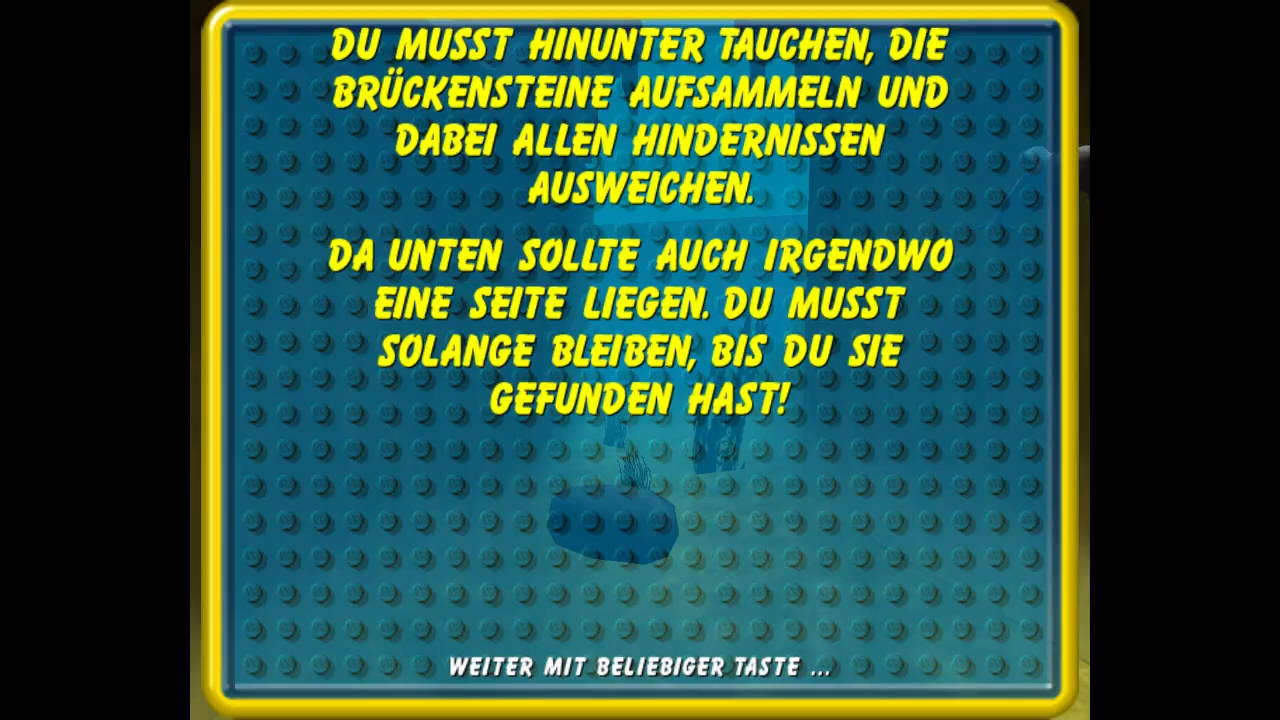 DU MUSST HINUNTER TAUCHEN, DIE
BRÜCKENSTEINE AUFSAMMELN UND
DABEI ALLEN HINDERNISSEN
AUSWEICHEN.
DA UNTEN SOLLTE AUCH IRGENDWO
EINE SEITE LIEGEN. DU MUSST
SOLANGE BLEIBEN, BIS DU SIE
GEFUNDEN HAST!
WEITER MIT BELIEBIGER TASTE ...